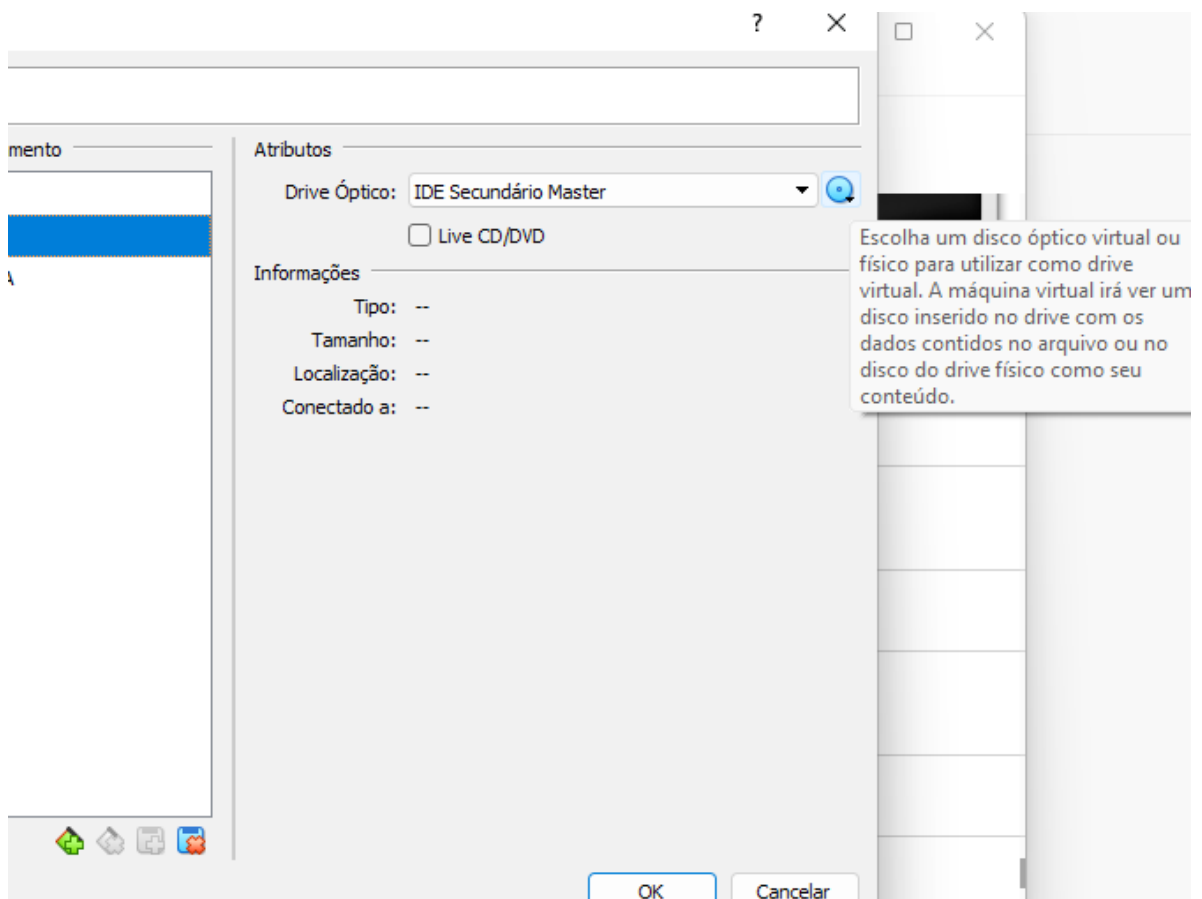 ?
mento
Atributos
Drive Óptico: IDE Secundário Master
Live CD/DVD
Informações
Tipo: --
Tamanho: --
Localização: --
Conectado a: --
Escolha um disco óptico virtual ou
físico para utilizar como drive
virtual. A máquina virtual irá ver um
disco inserido no drive com os
dados contidos no arquivo ou no
disco do drive físico como seu
conteúdo.
OK Cancelar